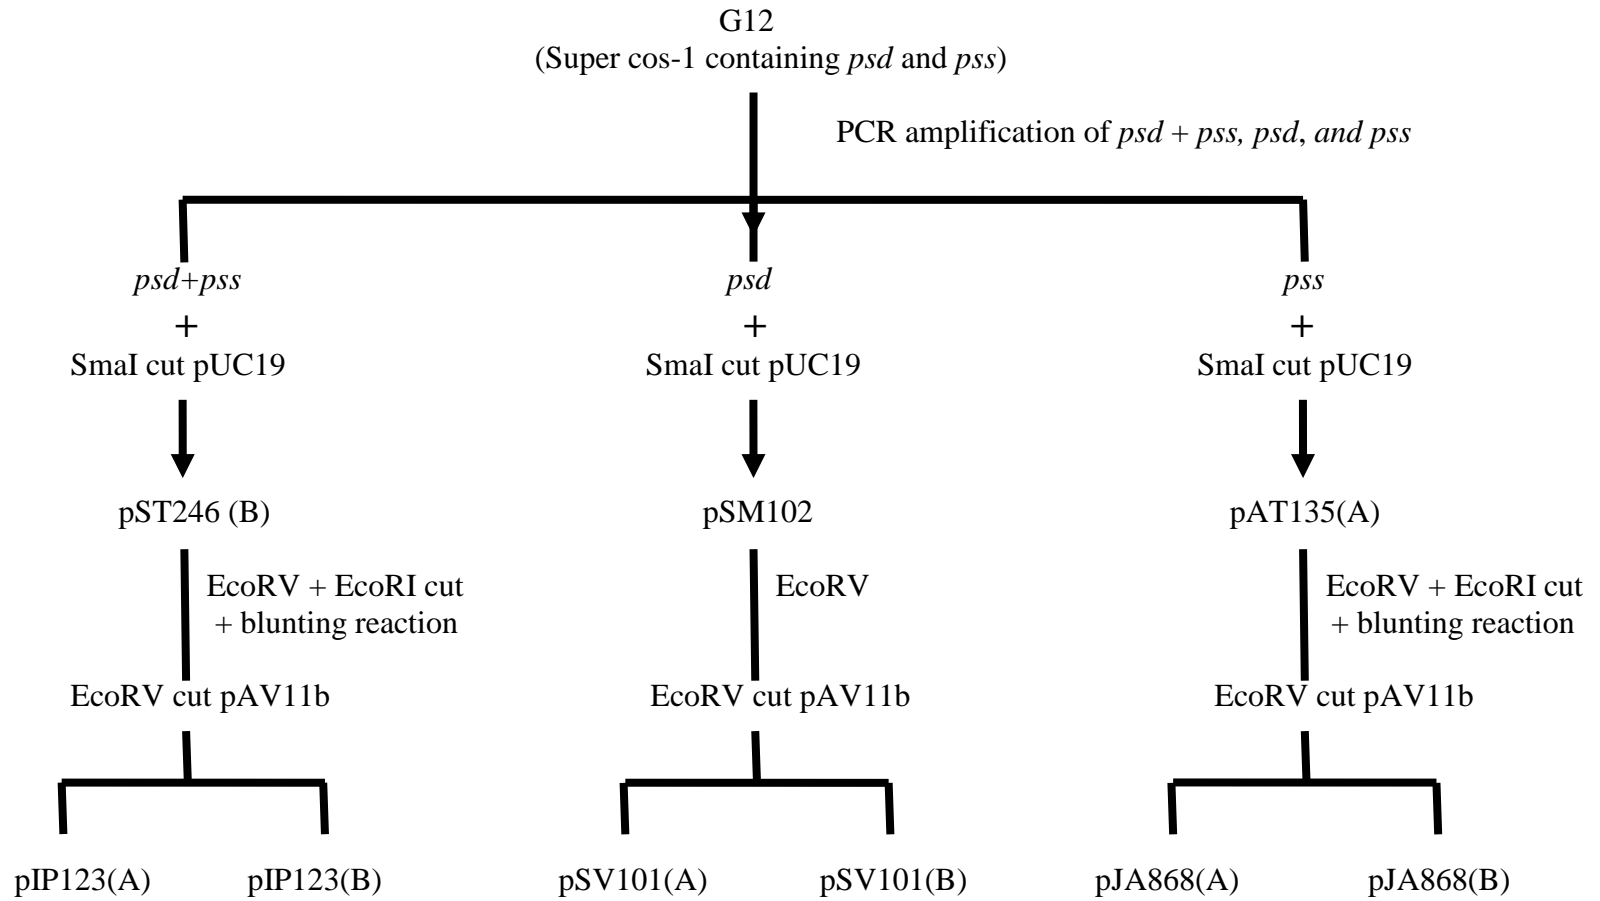 G12
(Super cos-1 containing psd and pss)
PCR amplification of psd + pss, psd, and pss
psd+pss
psd
pss
+
+
+
SmaI cut pUC19
SmaI cut pUC19
SmaI cut pUC19
pST246 (B)
pSM102
pAT135(A)
EcoRV + EcoRI cut
+ blunting reaction
EcoRV
EcoRV + EcoRI cut
+ blunting reaction
EcoRV cut pAV11b
EcoRV cut pAV11b
EcoRV cut pAV11b
pIP123(A)
pIP123(B)
pSV101(A)
pSV101(B)
pJA868(A)
pJA868(B)